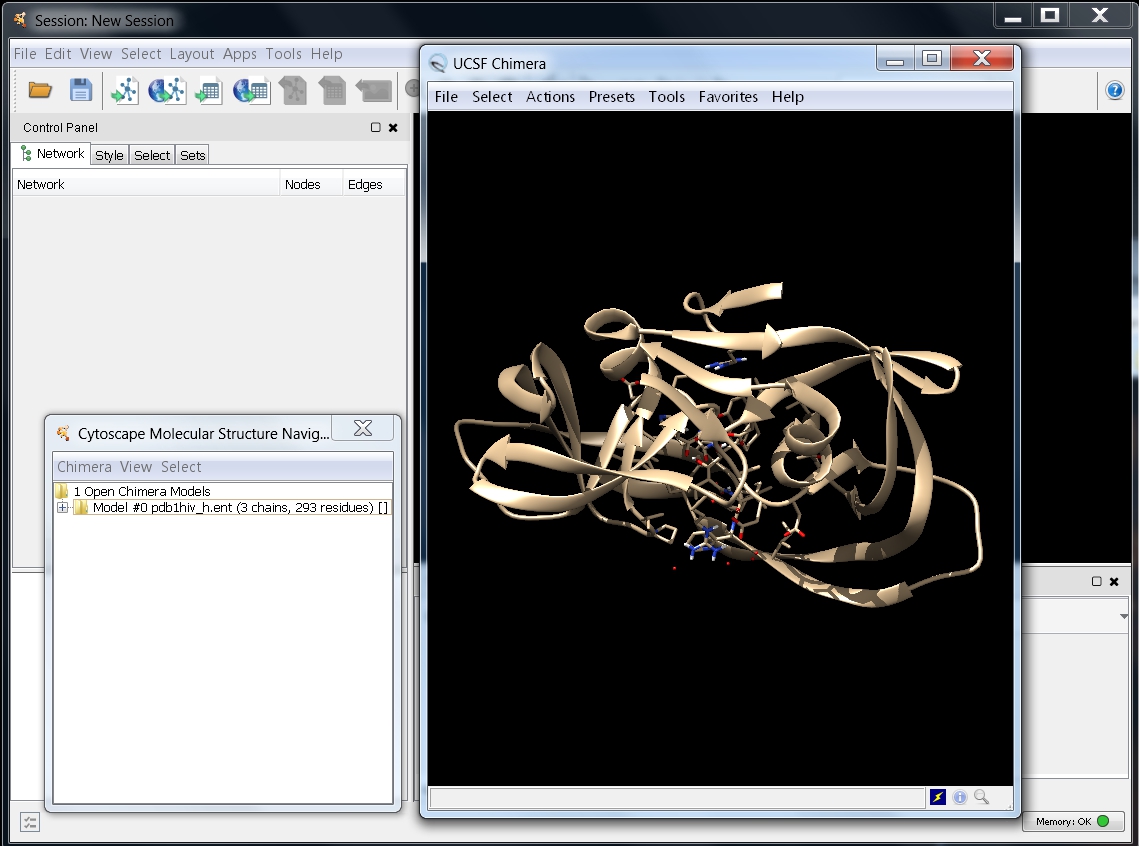 Session: New Session
File Edit View Select Layout Apps Tools Help
Control Panel
Network Style Select Sets
Network Nodes Edges
UCSF Chimera
File Select Actions Presets Tools Favorites Help
Cytoscape Molecular Structure Navig...
Chimera View Select
1 Open Chimera Models
Model #0 pdb1hiv_h.ent (3 chains, 293 residues) []
Memory: OK